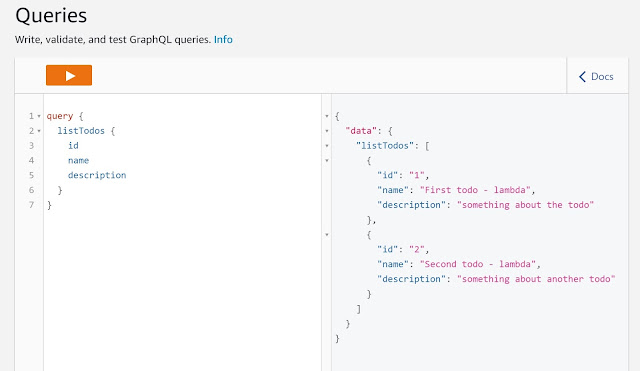 Queries
Write, validate, and test GraphQL queries. Info
Docs
1 query {
2 listTodos {
3 id
4 name
5 description
6 }
7 }
{
"data": {
"listTodos": [
{
"id": "1",
"name": "First todo - lambda",
"description": "something about the todo"
},
{
"id": "2",
"name": "Second todo - lambda",
"description": "something about another todo"
}
]
}
}